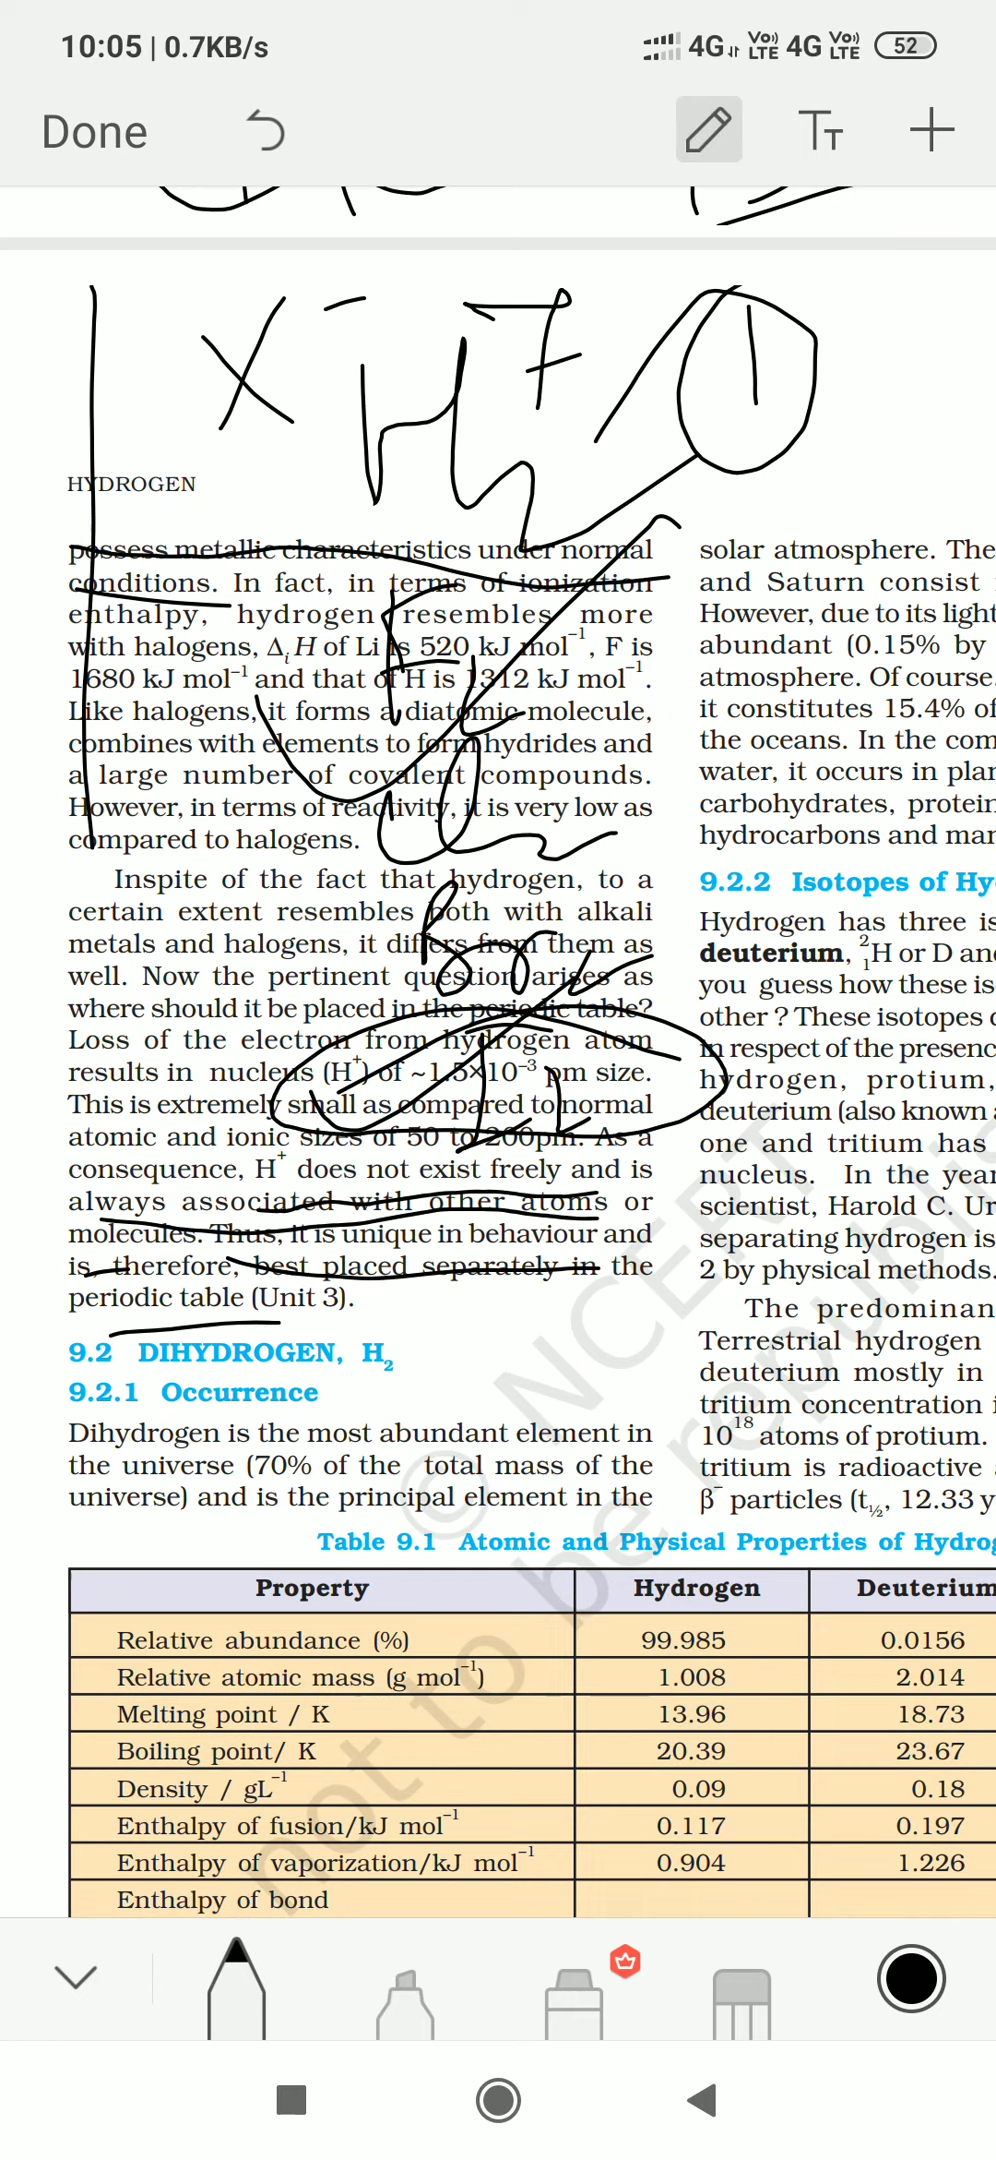 10:05 | 0.7KB/s 4G Vo) LTE 4G Vo) LTE 52
Done TT
HYDROGEN
possess metallic characteristics under normal
conditions. In fact, in terms of ionization
enthalpy, hydrogen resembles more
with halogens, ΔᵢH of Li is 520 kJ mol⁻¹, F is
1680 kJ mol⁻¹ and that of H is 1312 kJ mol⁻¹.
Like halogens, it forms a diatomic molecule,
combines with elements to form hydrides and
a large number of covalent compounds.
However, in terms of reactivity, it is very low as
compared to halogens.
Inspite of the fact that hydrogen, to a
certain extent resembles both with alkali
metals and halogens, it differs from them as
well. Now the pertinent question arises as
where should it be placed in the periodic table?
Loss of the electron from hydrogen atom
results in nucleus (H⁺) of ~1.5×10⁻³ pm size.
This is extremely small as compared to normal
atomic and ionic sizes of 50 to 200pm. As a
consequence, H⁺ does not exist freely and is
always associated with other atoms or
molecules. Thus, it is unique in behaviour and
is, therefore, best placed separately in the
periodic table (Unit 3).
9.2 DIHYDROGEN, H₂
9.2.1 Occurrence
Dihydrogen is the most abundant element in
the universe (70% of the total mass of the
universe) and is the principal element in the
solar atmosphere. The
and Saturn consist
However, due to its light
abundant (0.15% by
atmosphere. Of course,
it constitutes 15.4% of
the oceans. In the com
water, it occurs in plan
carbohydrates, protein
hydrocarbons and man
9.2.2 Isotopes of Hy
Hydrogen has three is
deuterium, ²₁H or D and
you guess how these iso
other ? These isotopes
in respect of the presenc
hydrogen, protium,
deuterium (also known a
one and tritium has
nucleus. In the year
scientist, Harold C. Ur
separating hydrogen is
2 by physical methods.
The predominan
Terrestrial hydrogen
deuterium mostly in
tritium concentration i
10¹⁸ atoms of protium.
tritium is radioactive a
β⁻ particles (t½, 12.33 y
Table 9.1 Atomic and Physical Properties of Hydrog
Property Hydrogen Deuterium
Relative abundance (%) 99.985 0.0156
Relative atomic mass (g mol⁻¹) 1.008 2.014
Melting point / K 13.96 18.73
Boiling point/ K 20.39 23.67
Density / gL⁻¹ 0.09 0.18
Enthalpy of fusion/kJ mol⁻¹ 0.117 0.197
Enthalpy of vaporization/kJ mol⁻¹ 0.904 1.226
Enthalpy of bond
© NCERT
not to be republis